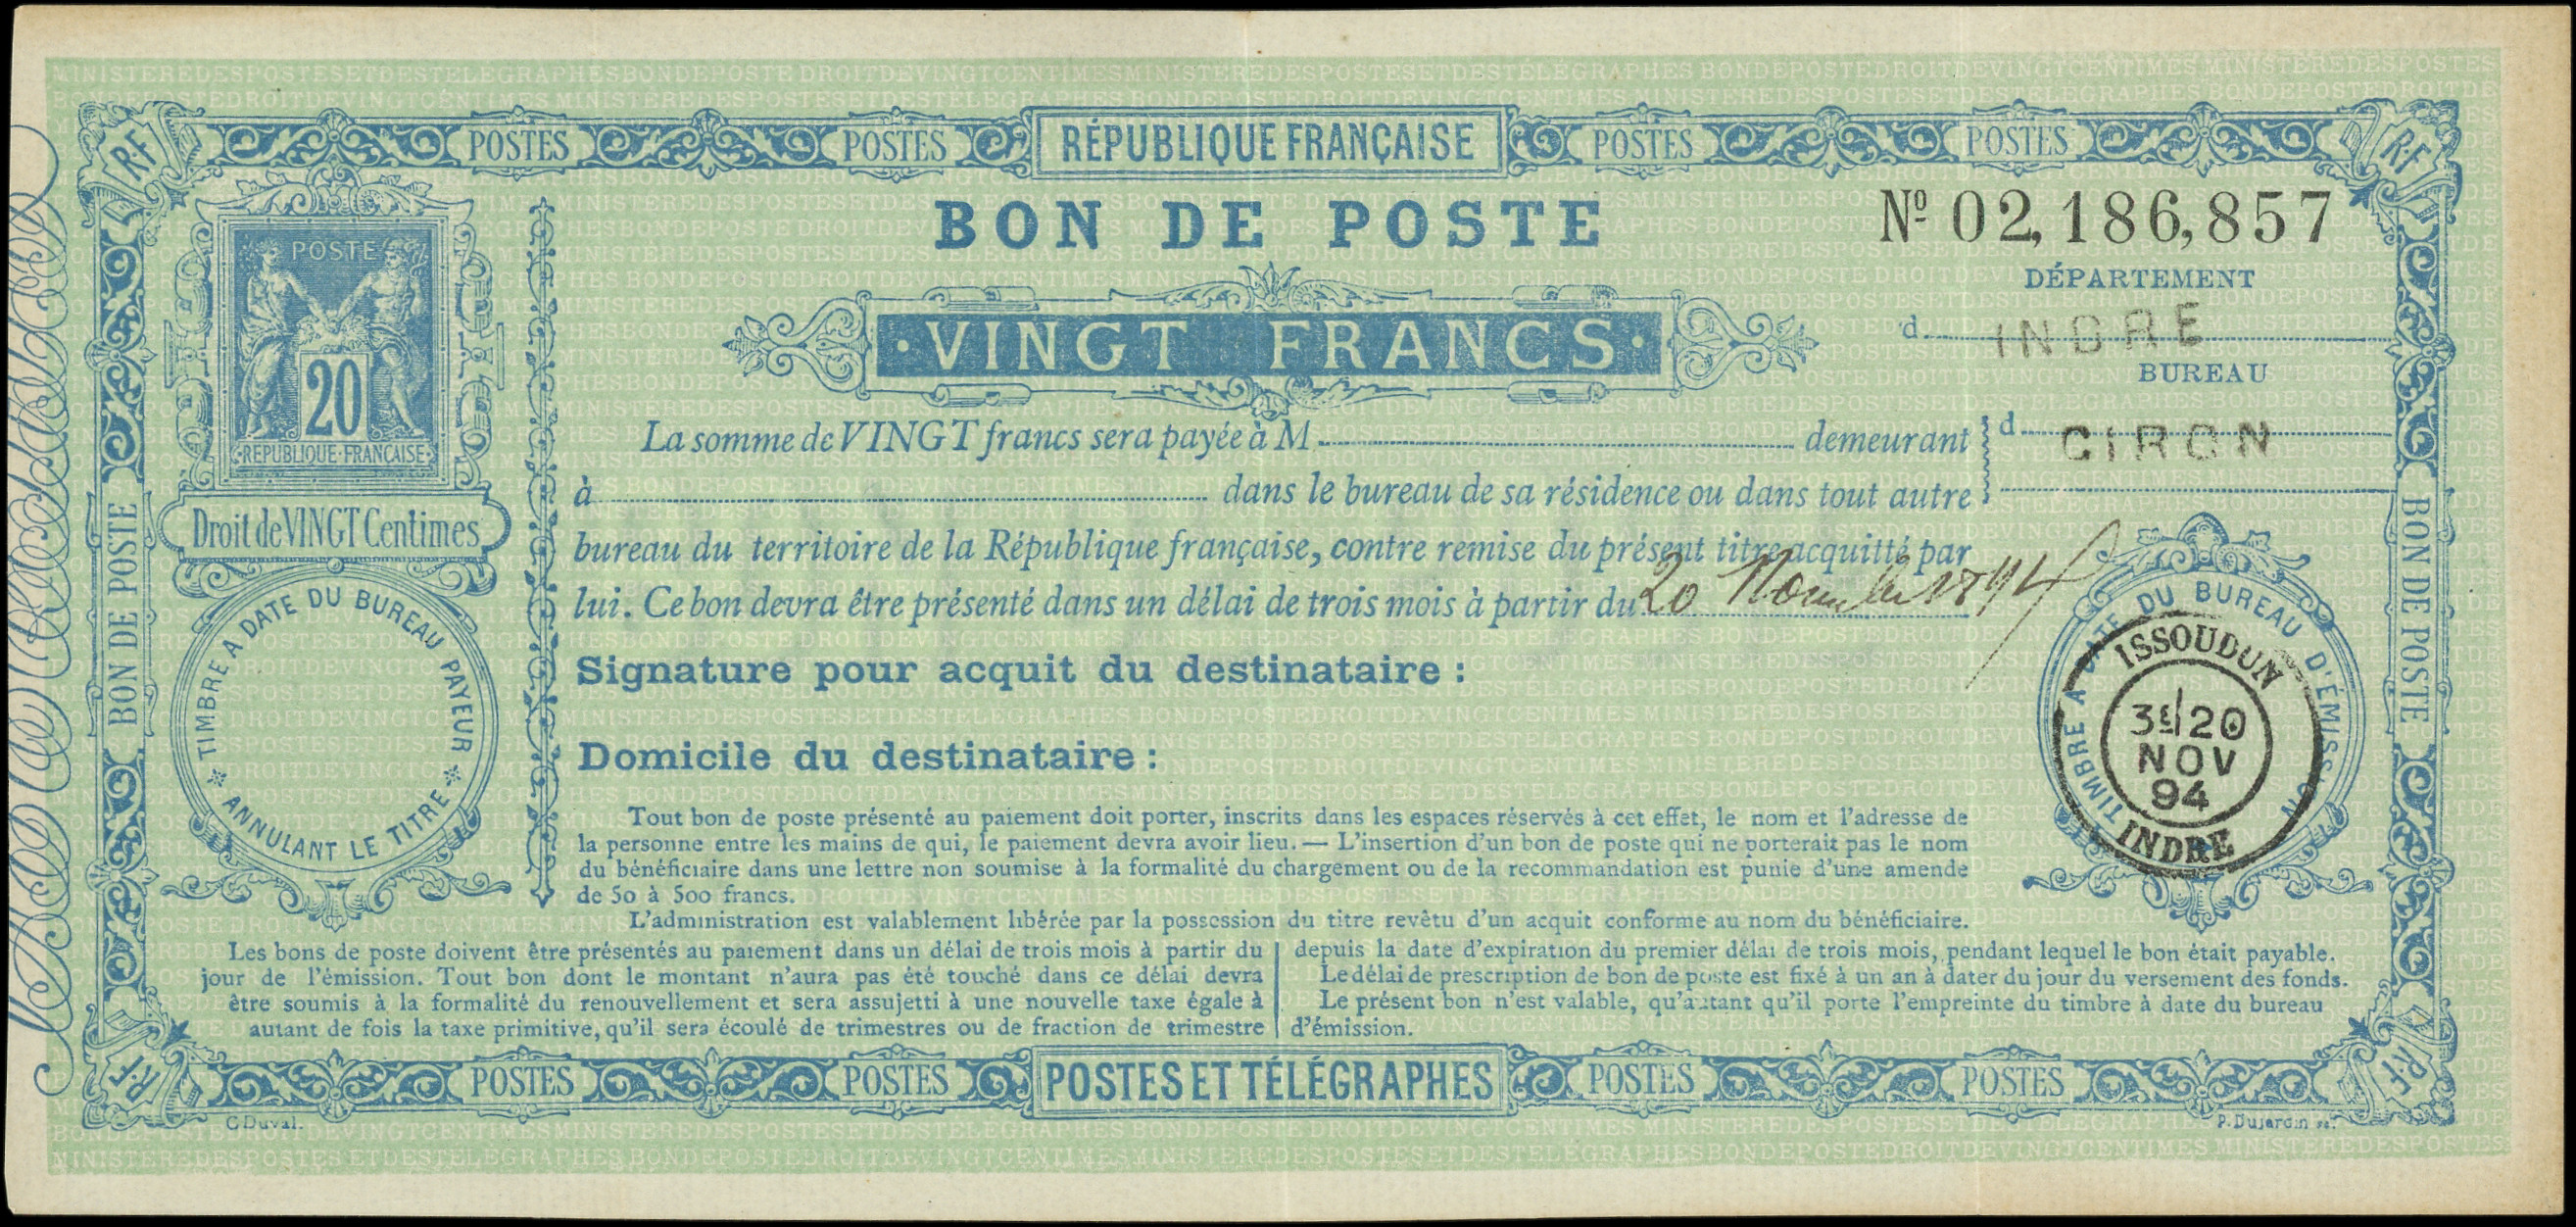 RÉPUBLIQUE FRANÇAISE
POSTES POSTES POSTES POSTES
R.F R.F
BON DE POSTE
Nº 02,186,857
DÉPARTEMENT
d INDRE
BUREAU
d CIRON
POSTE
20
REPUBLIQUE·FRANÇAISE
Droit de VINGT Centimes
·VINGT FRANCS·
La somme de VINGT francs sera payée à M demeurant
à dans le bureau de sa résidence ou dans tout autre
bureau du territoire de la République française, contre remise du présent titre acquitté par
lui. Ce bon devra être présenté dans un délai de trois mois à partir du 20 Novembre 1894
Signature pour acquit du destinataire :
Domicile du destinataire :
TIMBRE A DATE DU BUREAU PAYEUR
ANNULANT LE TITRE
TIMBRE A DATE DU BUREAU D'ÉMISSION
ISSOUDUN
3E/20
NOV
94
INDRE
BON DE POSTE
BON DE POSTE
Tout bon de poste présenté au paiement doit porter, inscrits dans les espaces réservés à cet effet, le nom et l'adresse de
la personne entre les mains de qui, le paiement devra avoir lieu. — L'insertion d'un bon de poste qui ne porterait pas le nom
du bénéficiaire dans une lettre non soumise à la formalité du chargement ou de la recommandation est punie d'une amende
de 50 à 500 francs.
L'administration est valablement libérée par la possession du titre revêtu d'un acquit conforme au nom du bénéficiaire.
Les bons de poste doivent être présentés au paiement dans un délai de trois mois à partir du
jour de l'émission. Tout bon dont le montant n'aura pas été touché dans ce délai devra
être soumis à la formalité du renouvellement et sera assujetti à une nouvelle taxe égale à
autant de fois la taxe primitive, qu'il sera écoulé de trimestres ou de fraction de trimestre
depuis la date d'expiration du premier délai de trois mois, pendant lequel le bon était payable.
Le délai de prescription de bon de poste est fixé à un an à dater du jour du versement des fonds.
Le présent bon n'est valable, qu'autant qu'il porte l'empreinte du timbre à date du bureau
d'émission.
R.F R.F
POSTES POSTES POSTES ET TÉLÉGRAPHES POSTES POSTES
C Duval.
P. Dujardin sc.